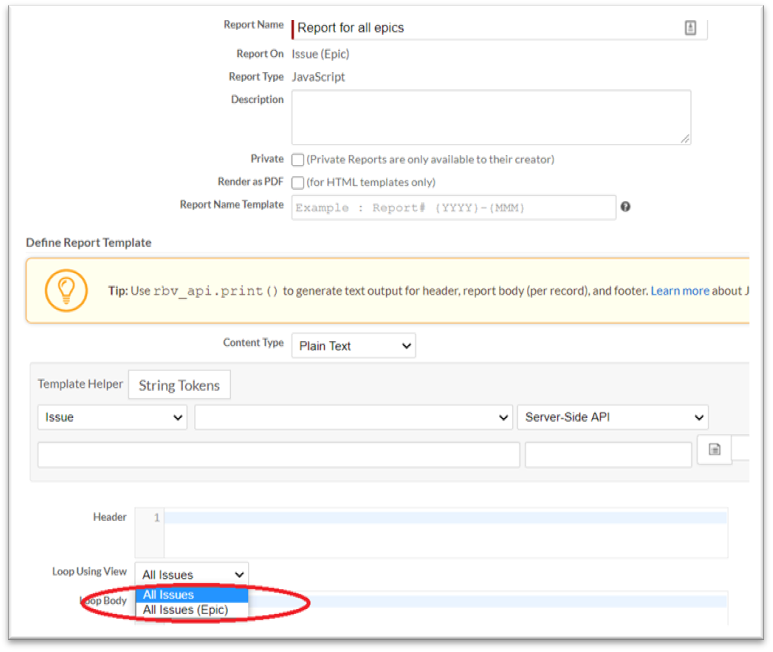 Report Name Report for all epics
Report On Issue (Epic)
Report Type JavaScript
Description
Private (Private Reports are only available to their creator)
Render as PDF (for HTML templates only)
Report Name Template Example : Report# {YYYY}-{MMM}
Define Report Template
Tip: Use rbv_api.print() to generate text output for header, report body (per record), and footer. Learn more about J
Content Type Plain Text
Template Helper String Tokens
Issue Server-Side API
Header 1
Loop Using View All Issues
All Issues
Loop Body
All Issues (Epic)